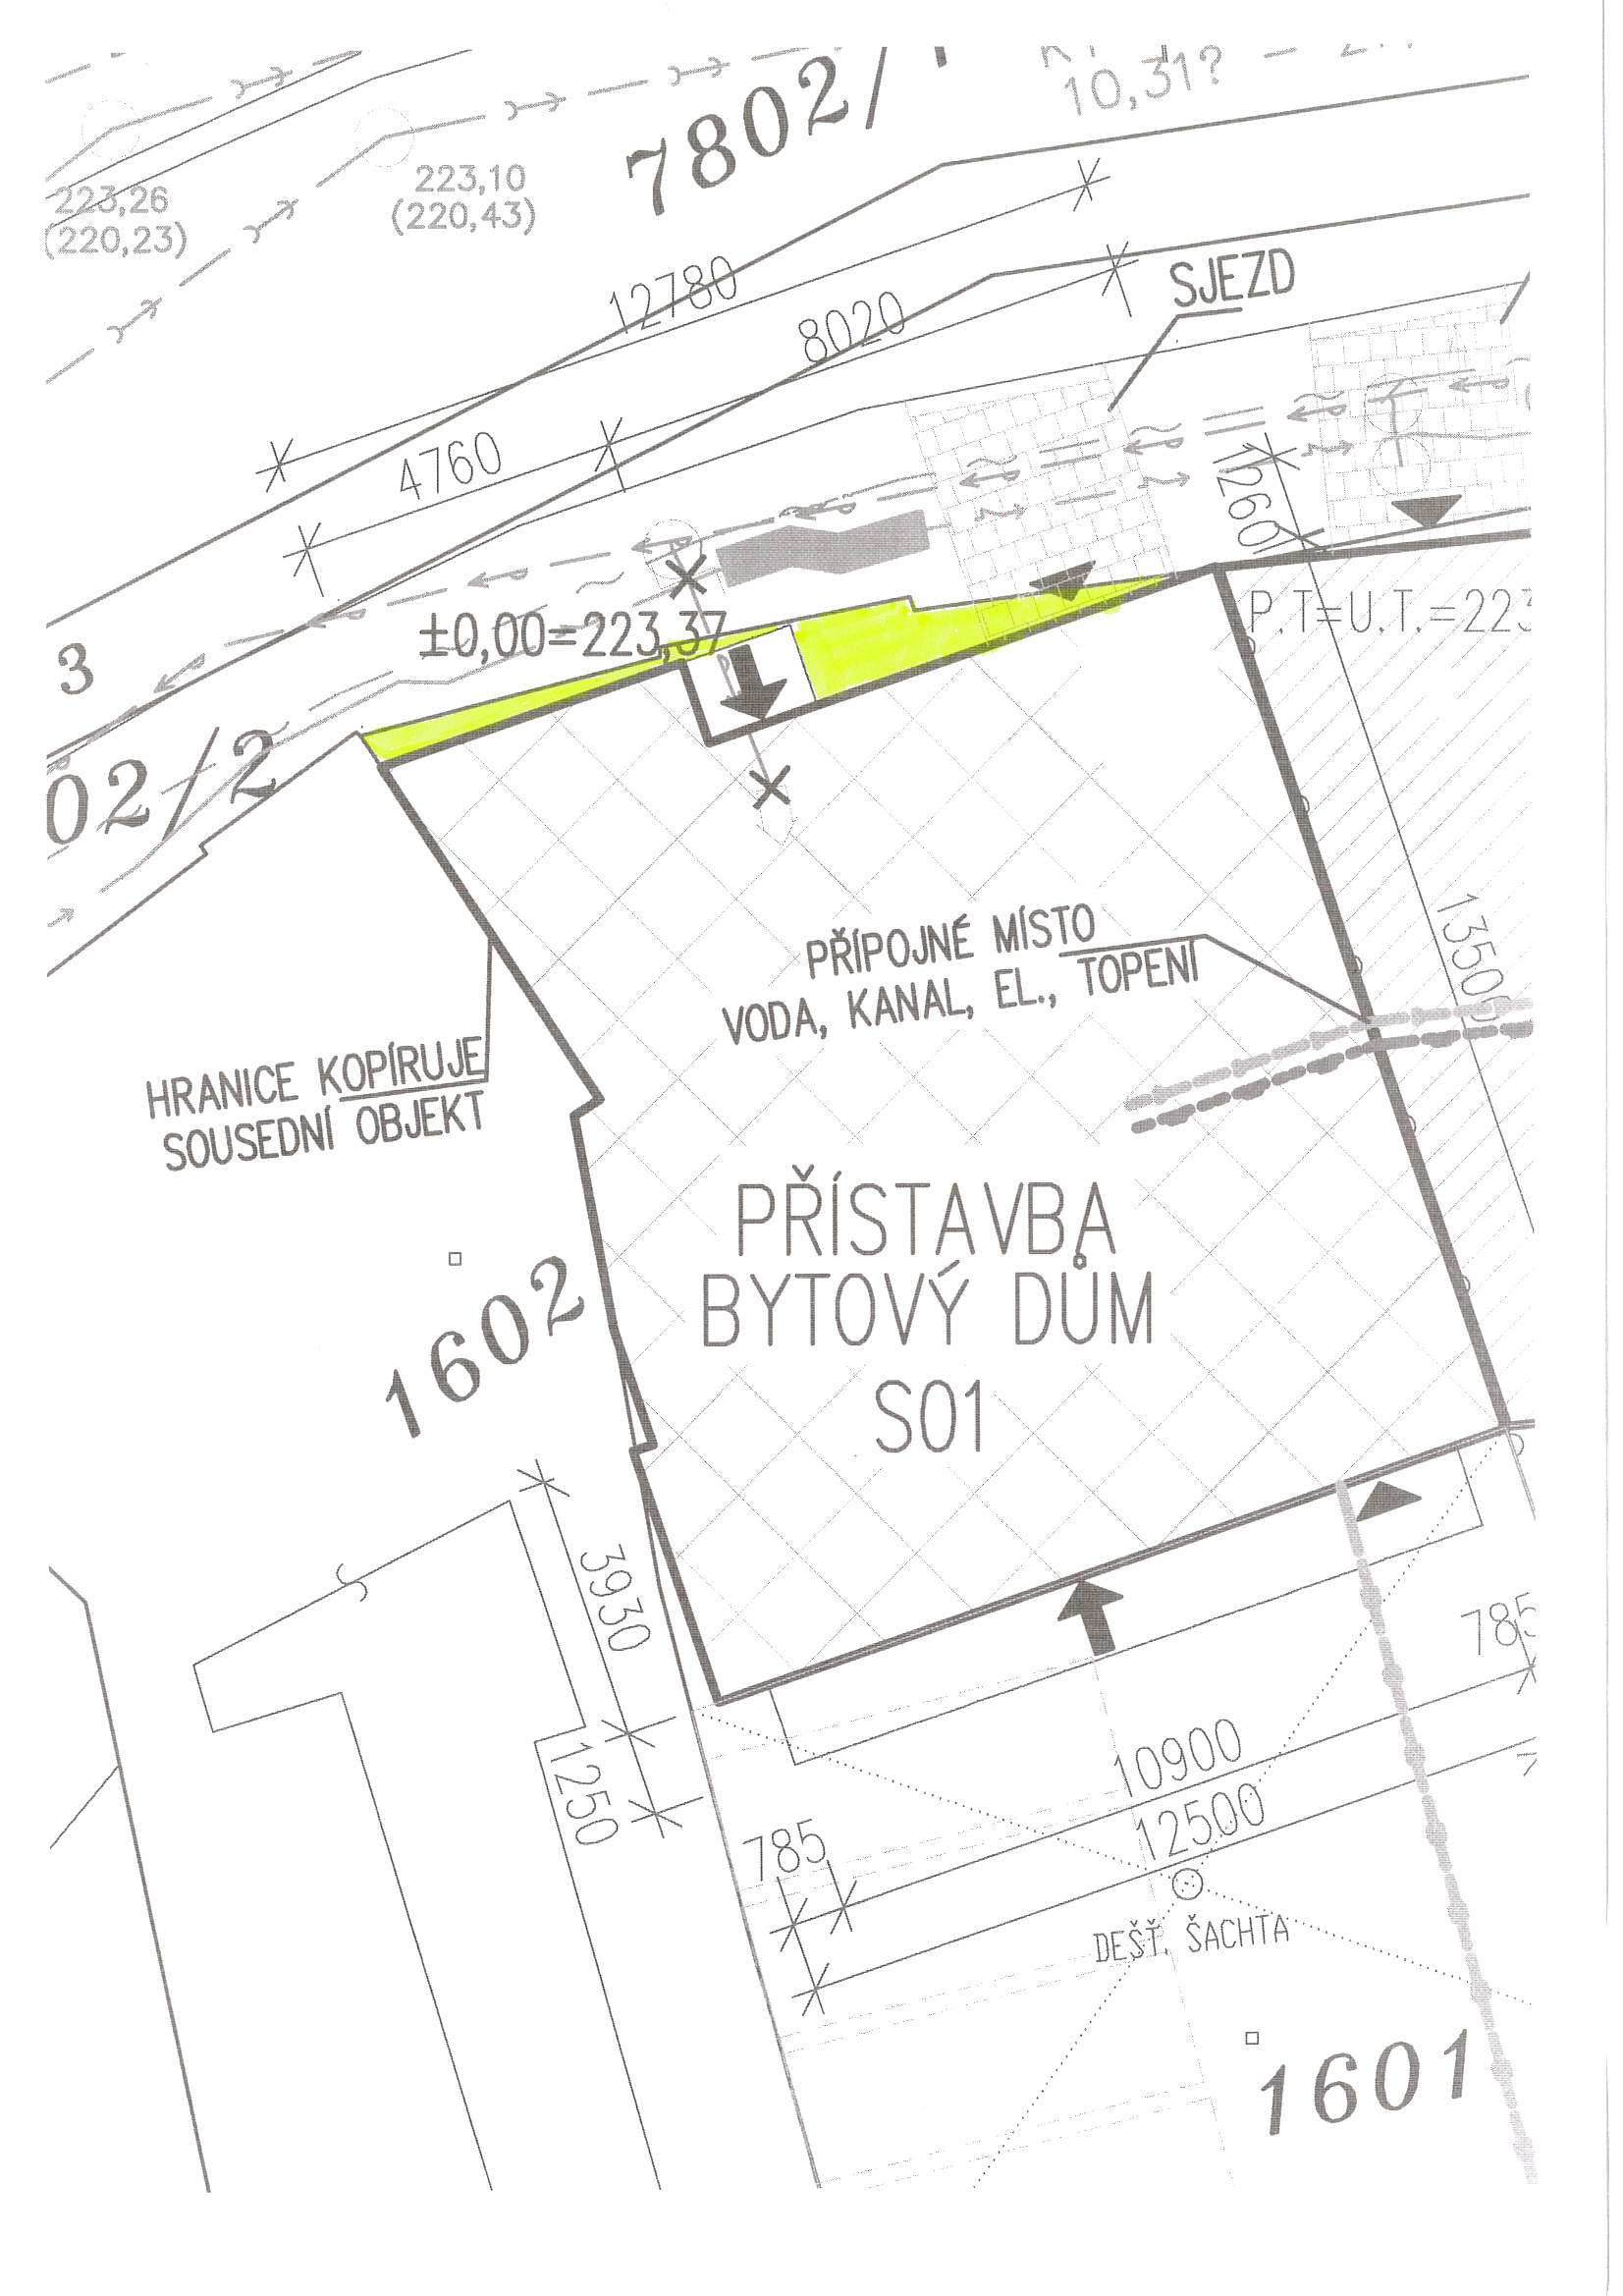 7802/
10,31?
223,26
(220,23)
223,10
(220,43)
12780
8020
SJEZD
4760
1260
±0,00=223,37
P.T=U.T.=223
3
02/2
13500
PŘÍPOJNÉ MÍSTO
VODA, KANAL, EL., TOPENÍ
HRANICE KOPÍRUJE
SOUSEDNÍ OBJEKT
PŘÍSTAVBA
BYTOVÝ DŮM
S01
1602
3930
1250
785
10900
12500
785
DEŠŤ. ŠACHTA
1601